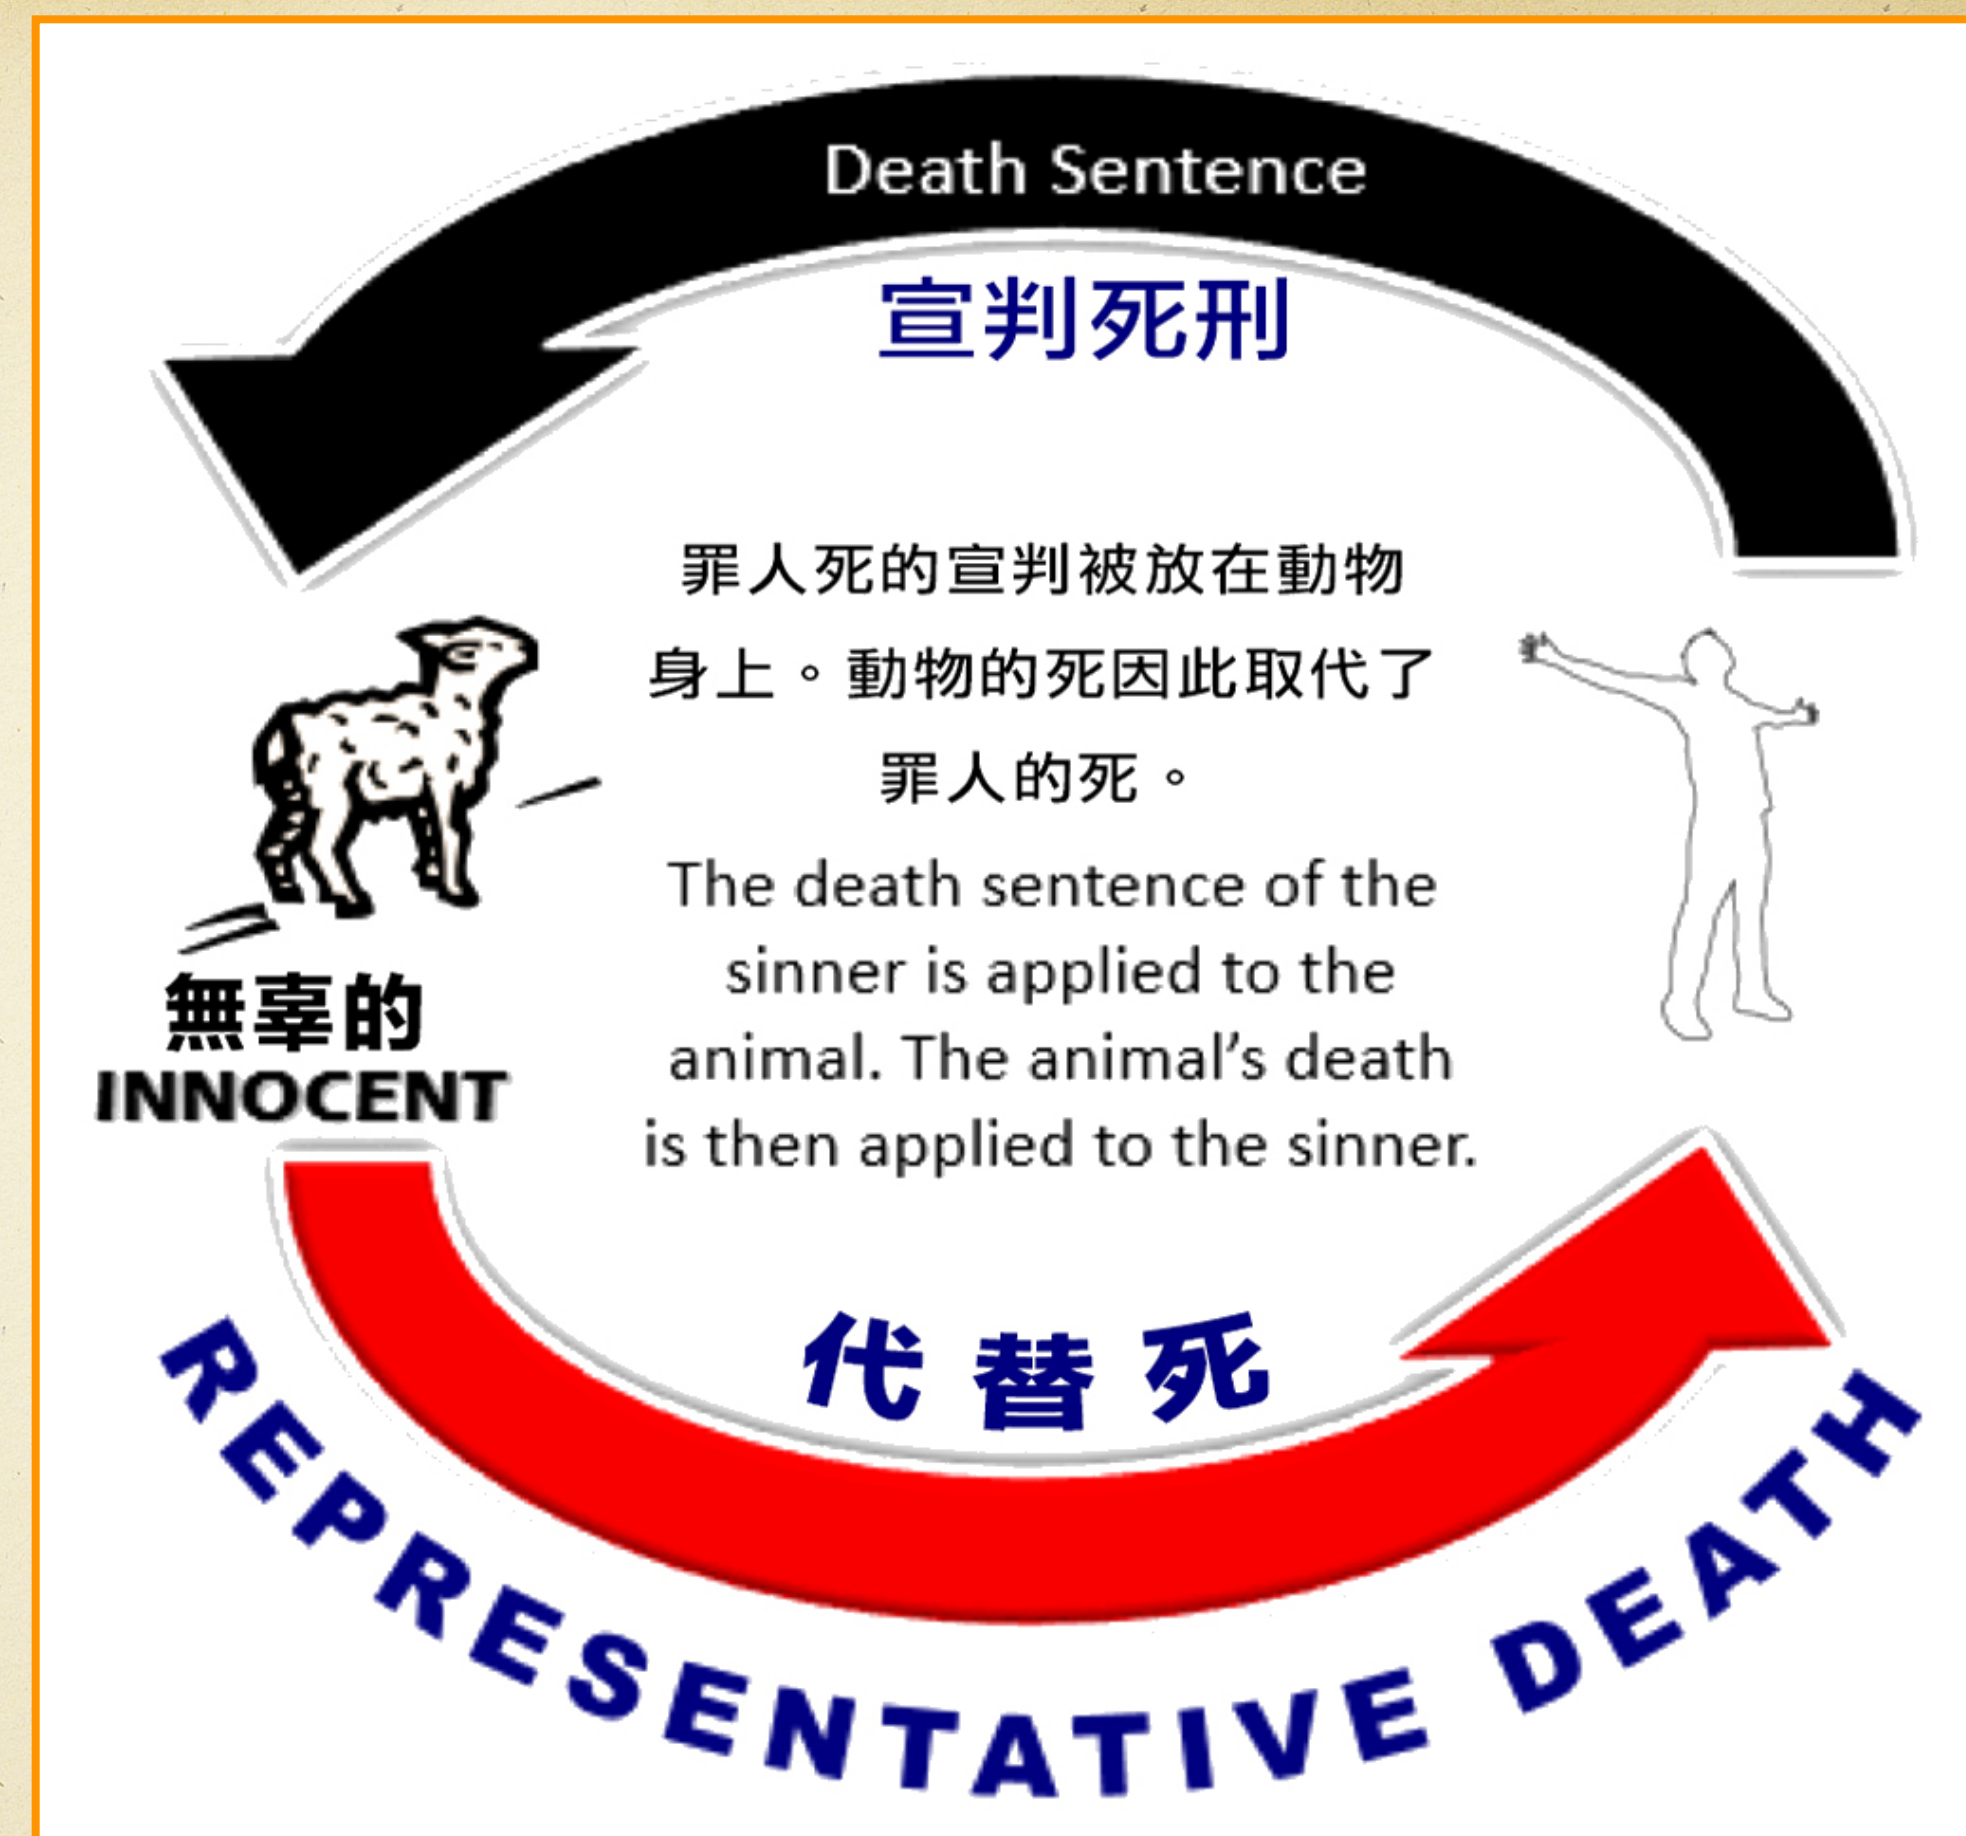 Death Sentence
宣判死刑
罪人死的宣判被放在動物
身上。動物的死因此取代了
罪人的死。
The death sentence of the
sinner is applied to the
animal. The animal’s death
is then applied to the sinner.
無辜的
INNOCENT
代替死
REPRESENTATIVE DEATH